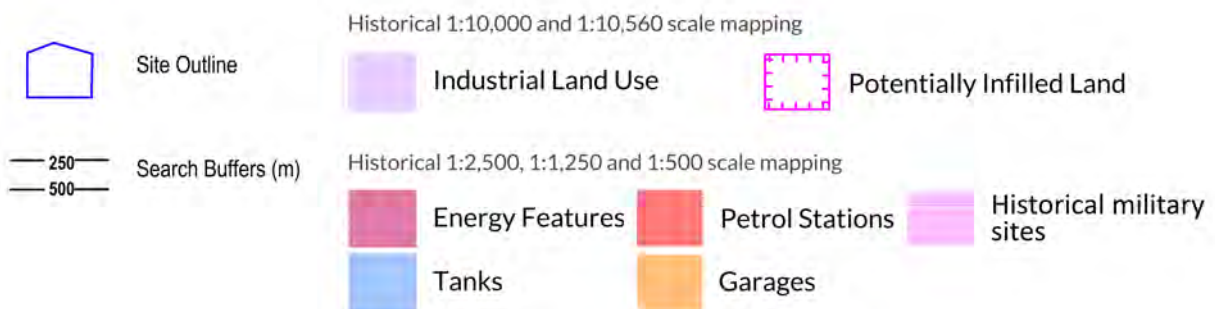 Historical 1:10,000 and 1:10,560 scale mapping
Site Outline
Industrial Land Use
Potentially Infilled Land
250
500
Search Buffers (m)
Historical 1:2,500, 1:1,250 and 1:500 scale mapping
Energy Features
Petrol Stations
Historical military
sites
Tanks
Garages